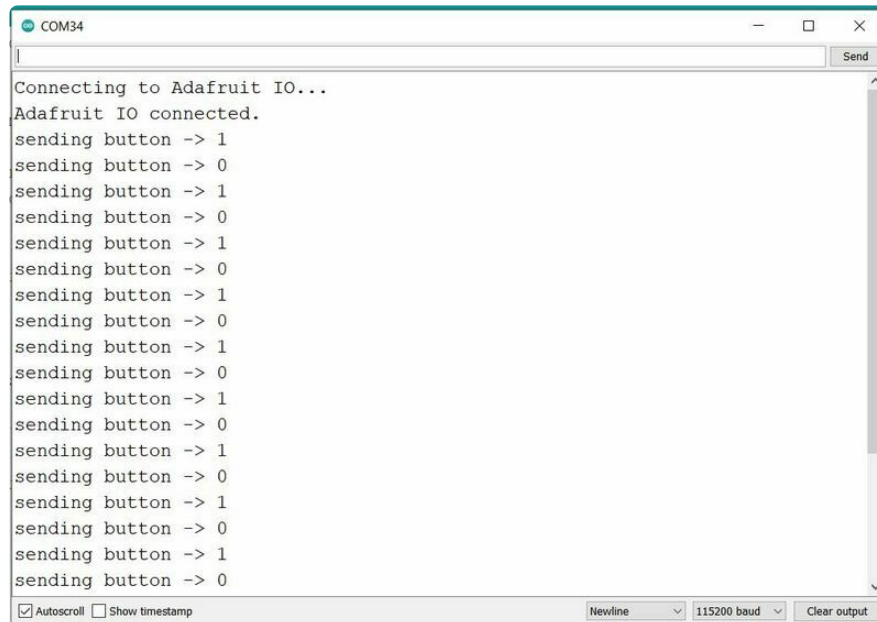 COM34
Send
Connecting to Adafruit IO...
Adafruit IO connected.
sending button -> 1
sending button -> 0
sending button -> 1
sending button -> 0
sending button -> 1
sending button -> 0
sending button -> 1
sending button -> 0
sending button -> 1
sending button -> 0
sending button -> 1
sending button -> 0
sending button -> 1
sending button -> 0
sending button -> 1
sending button -> 0
sending button -> 1
sending button -> 0
Autoscroll Show timestamp Newline 115200 baud Clear output